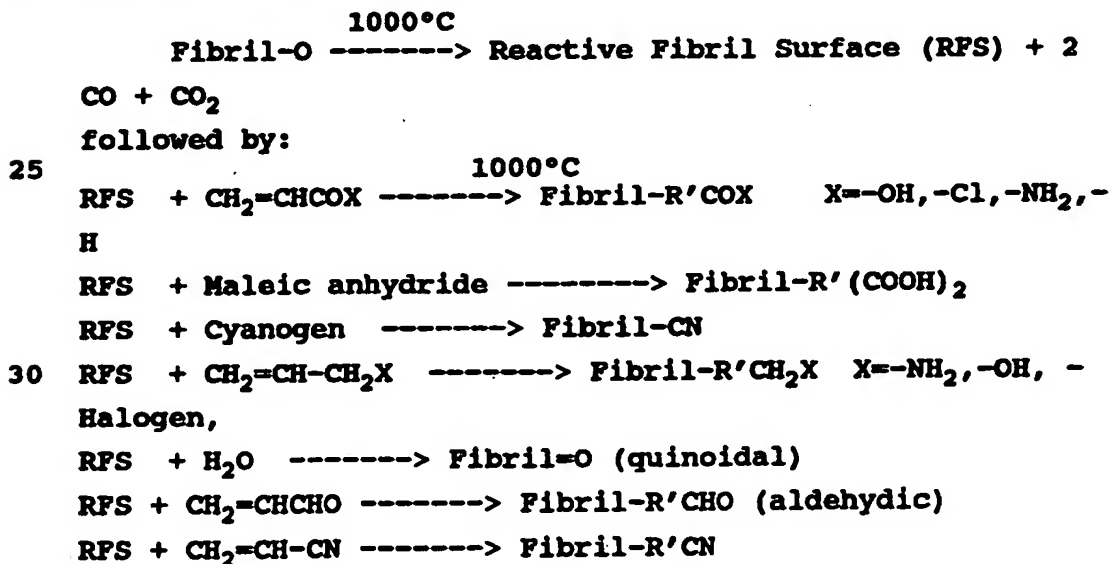 1000°C
Fibril-O -------> Reactive Fibril Surface (RFS) + 2
CO + CO₂
followed by:
25 1000°C
RFS + CH₂=CHCOX -------> Fibril-R'COX X=-OH,-Cl,-NH₂,-
H
RFS + Maleic anhydride --------> Fibril-R'(COOH)₂
RFS + Cyanogen -------> Fibril-CN
30 RFS + CH₂=CH-CH₂X -------> Fibril-R'CH₂X X=-NH₂,-OH, -
Halogen,
RFS + H₂O -------> Fibril=O (quinoidal)
RFS + CH₂=CHCHO -------> Fibril-R'CHO (aldehydic)
RFS + CH₂=CH-CN -------> Fibril-R'CN